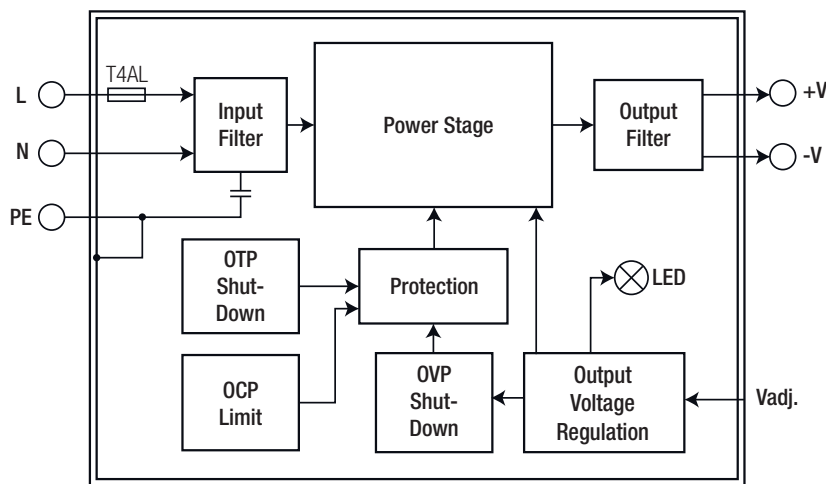 T4AL
L
N
PE
Input
Filter
Power Stage
Output
Filter
+V
-V
OTP
Shut-
Down
Protection
LED
OCP
Limit
OVP
Shut-
Down
Output
Voltage
Regulation
Vadj.